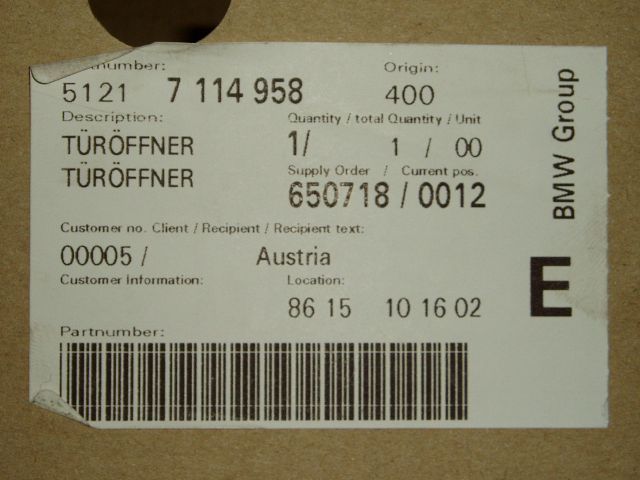 number: Origin:
5121 7 114 958 400
Description: Quantity / total Quantity / Unit
TÜRÖFFNER 1/ 1 / 00
TÜRÖFFNER Supply Order / Current pos.
650718 / 0012
Customer no. Client / Recipient / Recipient text:
00005 / Austria
Customer Information: Location:
86 15 10 16 02
Partnumber:
BMW Group
E